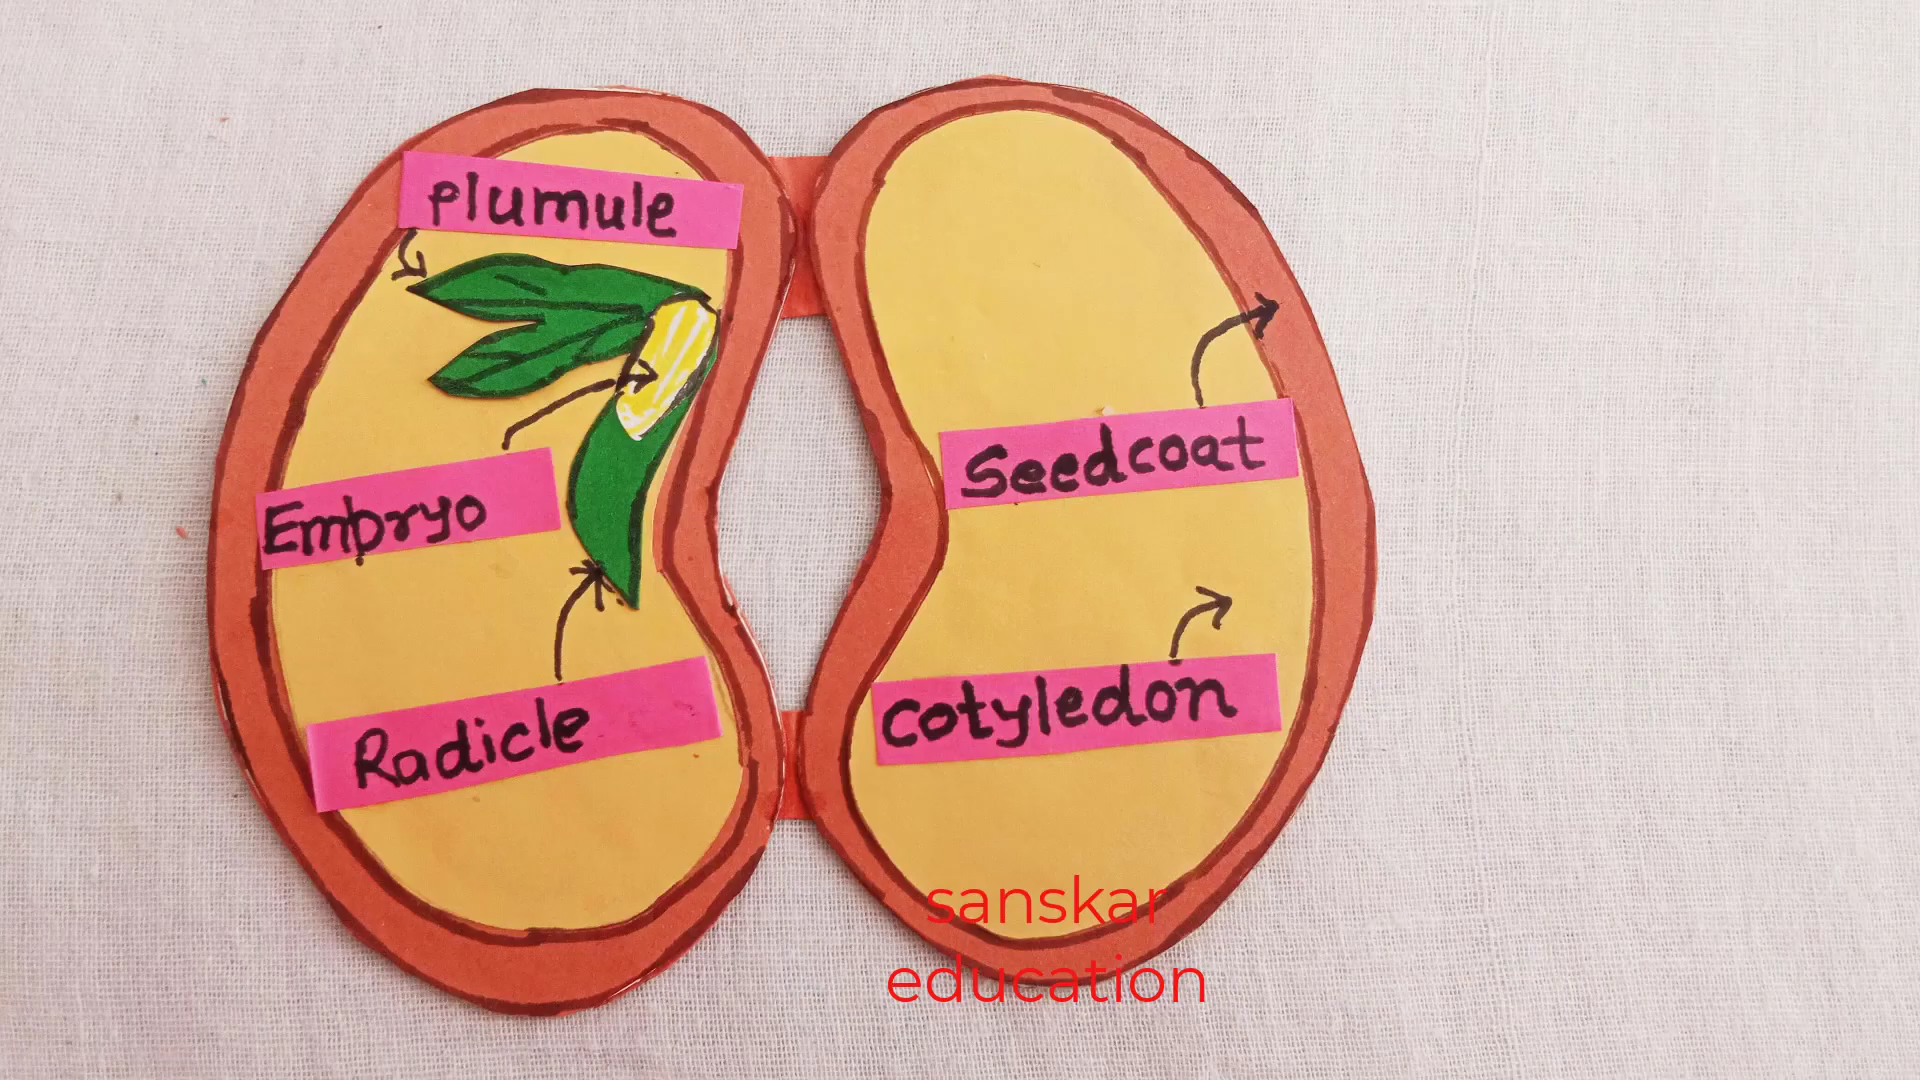 plumule
Embryo
Radicle
Seedcoat
cotyledon
sanskar
education